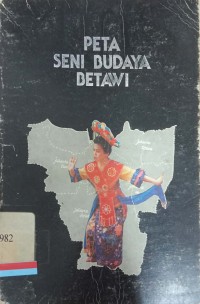 PETA
SENI BUDAYA
BETAWI
982